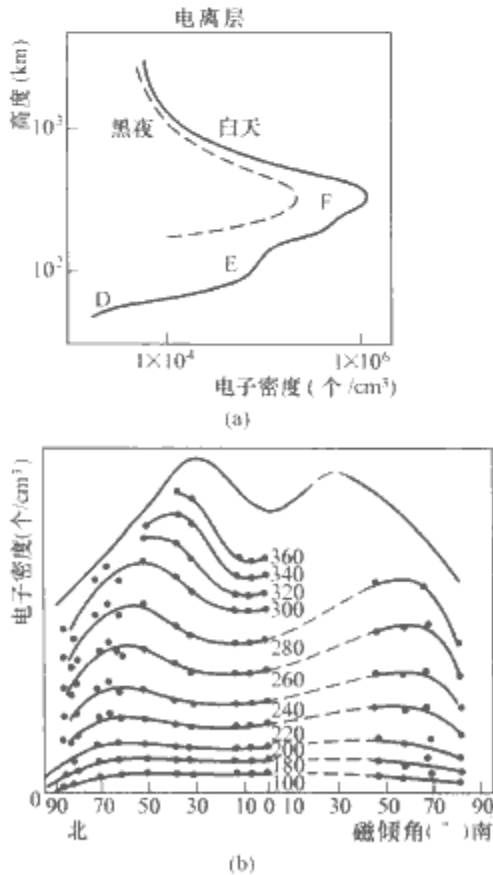 电离层
高度(km)
10³
黑夜
白天
F
10²
E
D
1×10⁴
1×10⁶
电子密度(个/cm³)
(a)
电子密度(个/cm³)
360
340
320
300
280
260
240
220
200
180
100
0
90 70 50 30 10 0 10 30 50 70 90
北
磁倾角(°)南
(b)